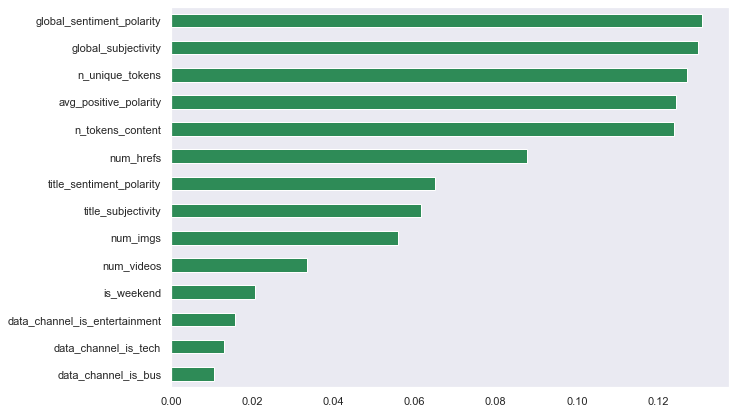 global_sentiment_polarity
global_subjectivity
n_unique_tokens
avg_positive_polarity
n_tokens_content
num_hrefs
title_sentiment_polarity
title_subjectivity
num_imgs
num_videos
is_weekend
data_channel_is_entertainment
data_channel_is_tech
data_channel_is_bus
0.00 0.02 0.04 0.06 0.08 0.10 0.12